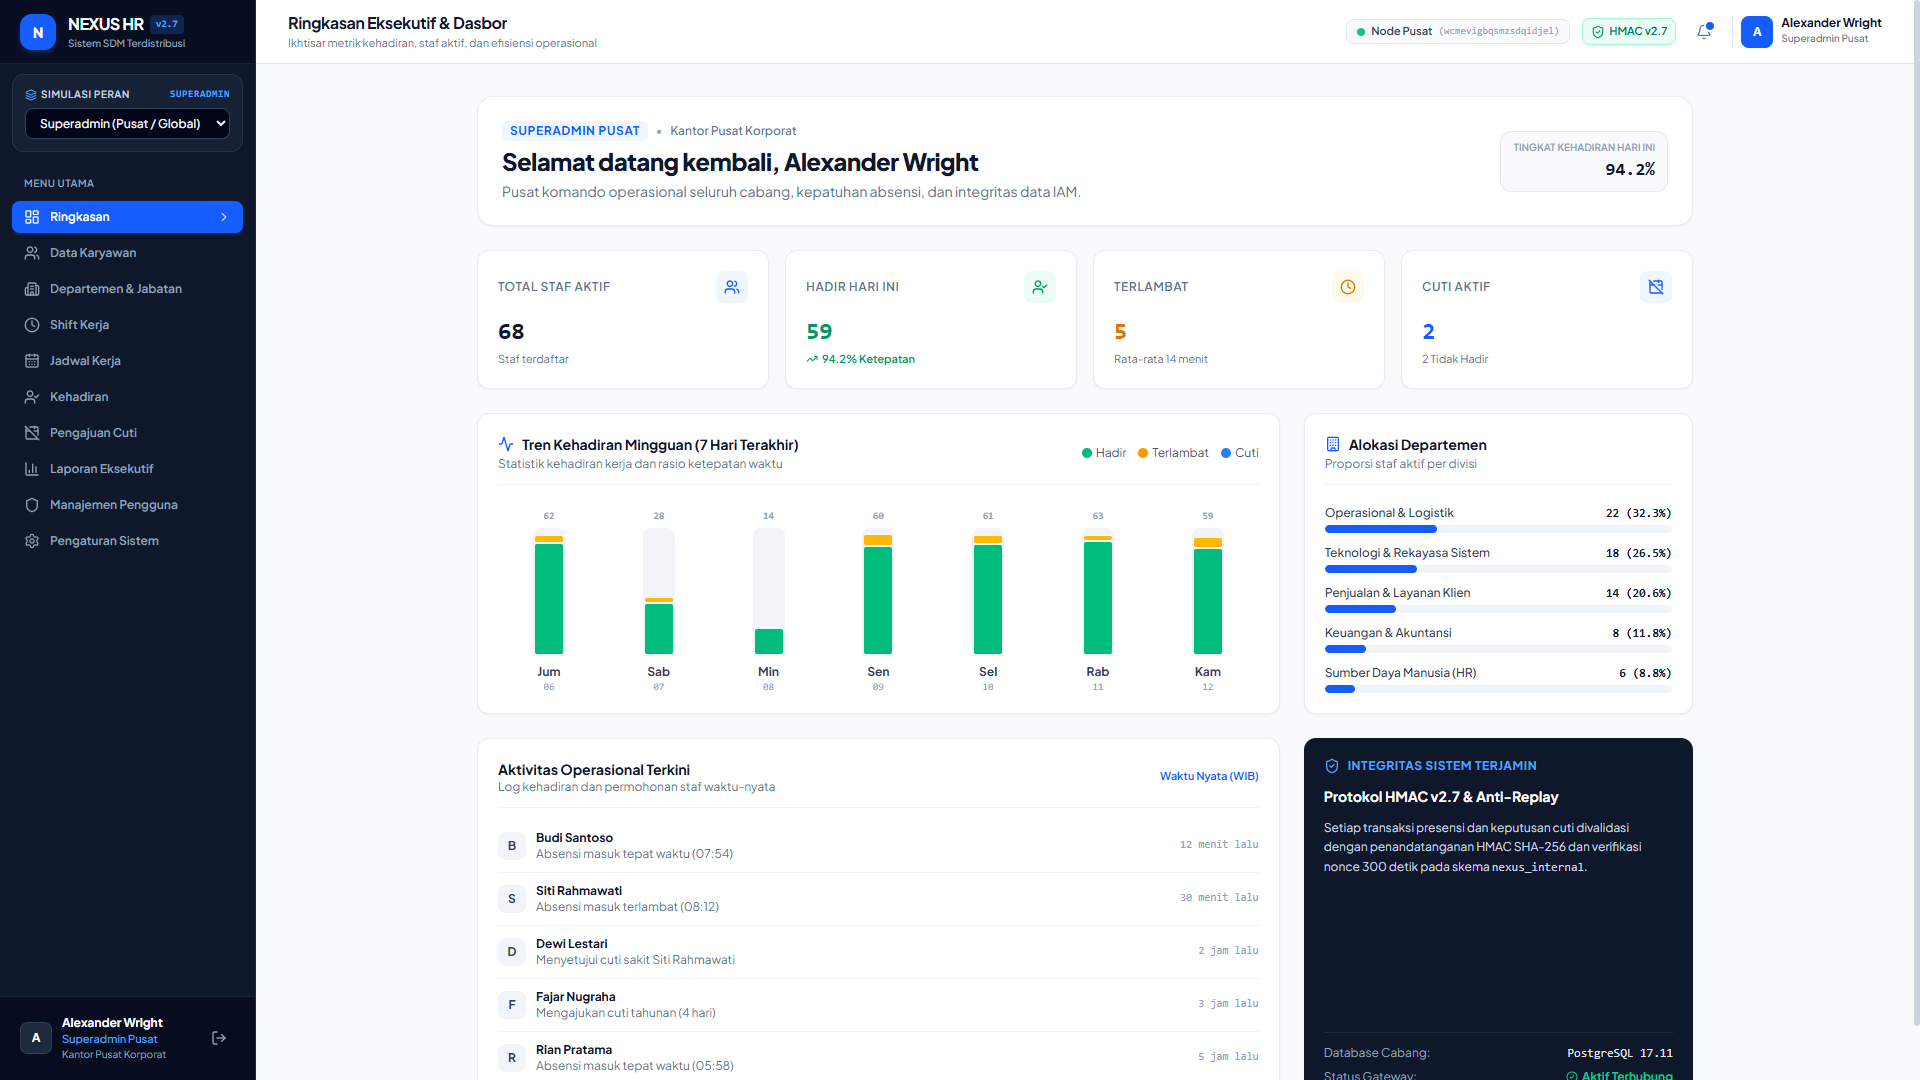 N
NEXUS HR v2.7
Sistem SDM Terdistribusi
SIMULASI PERAN SUPERADMIN
Superadmin (Pusat / Global)
MENU UTAMA
Ringkasan
Data Karyawan
Departemen & Jabatan
Shift Kerja
Jadwal Kerja
Kehadiran
Pengajuan Cuti
Laporan Eksekutif
Manajemen Pengguna
Pengaturan Sistem
A
Alexander Wright
Superadmin Pusat
Kantor Pusat Korporat
Ringkasan Eksekutif & Dasbor
Ikhtisar metrik kehadiran, staf aktif, dan efisiensi operasional
Node Pusat (wcmevigbqsmzsdqidjel)
HMAC v2.7
A
Alexander Wright
Superadmin Pusat
SUPERADMIN PUSAT • Kantor Pusat Korporat
Selamat datang kembali, Alexander Wright
Pusat komando operasional seluruh cabang, kepatuhan absensi, dan integritas data IAM.
TINGKAT KEHADIRAN HARI INI
94.2%
TOTAL STAF AKTIF
68
Staf terdaftar
HADIR HARI INI
59
94.2% Ketepatan
TERLAMBAT
5
Rata-rata 14 menit
CUTI AKTIF
2
2 Tidak Hadir
Tren Kehadiran Mingguan (7 Hari Terakhir)
Statistik kehadiran kerja dan rasio ketepatan waktu
Hadir Terlambat Cuti
62 28 14 60 61 63 59
Jum Sab Min Sen Sel Rab Kam
06 07 08 09 10 11 12
Alokasi Departemen
Proporsi staf aktif per divisi
Operasional & Logistik 22 (32.3%)
Teknologi & Rekayasa Sistem 18 (26.5%)
Penjualan & Layanan Klien 14 (20.6%)
Keuangan & Akuntansi 8 (11.8%)
Sumber Daya Manusia (HR) 6 (8.8%)
Aktivitas Operasional Terkini
Log kehadiran dan permohonan staf waktu-nyata
Waktu Nyata (WIB)
B
Budi Santoso
Absensi masuk tepat waktu (07:54)
12 menit lalu
S
Siti Rahmawati
Absensi masuk terlambat (08:12)
30 menit lalu
D
Dewi Lestari
Menyetujui cuti sakit Siti Rahmawati
2 jam lalu
F
Fajar Nugraha
Mengajukan cuti tahunan (4 hari)
3 jam lalu
R
Rian Pratama
Absensi masuk tepat waktu (05:58)
5 jam lalu
INTEGRITAS SISTEM TERJAMIN
Protokol HMAC v2.7 & Anti-Replay
Setiap transaksi presensi dan keputusan cuti divalidasi
dengan penandatanganan HMAC SHA-256 dan verifikasi
nonce 300 detik pada skema nexus_internal.
Database Cabang: PostgreSQL 17.11
Status Gateway: Aktif Terhubung